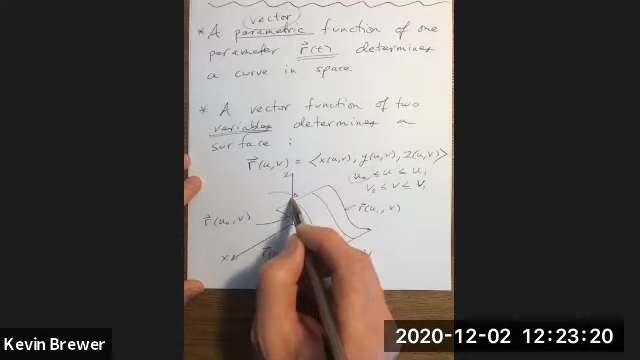 vector
* A parametric function of one
parameter r⃗(t) determines
a curve in space
* A vector function of two
variables determines a
surface :
r⃗(u,v) = <x(u,v), y(u,v), z(u,v)>
u₀ ≤ u ≤ u₁
v₀ ≤ v ≤ v₁
z
r⃗(u₁, v)
r⃗(u₀, v)
x
Kevin Brewer
2020-12-02 12:23:20